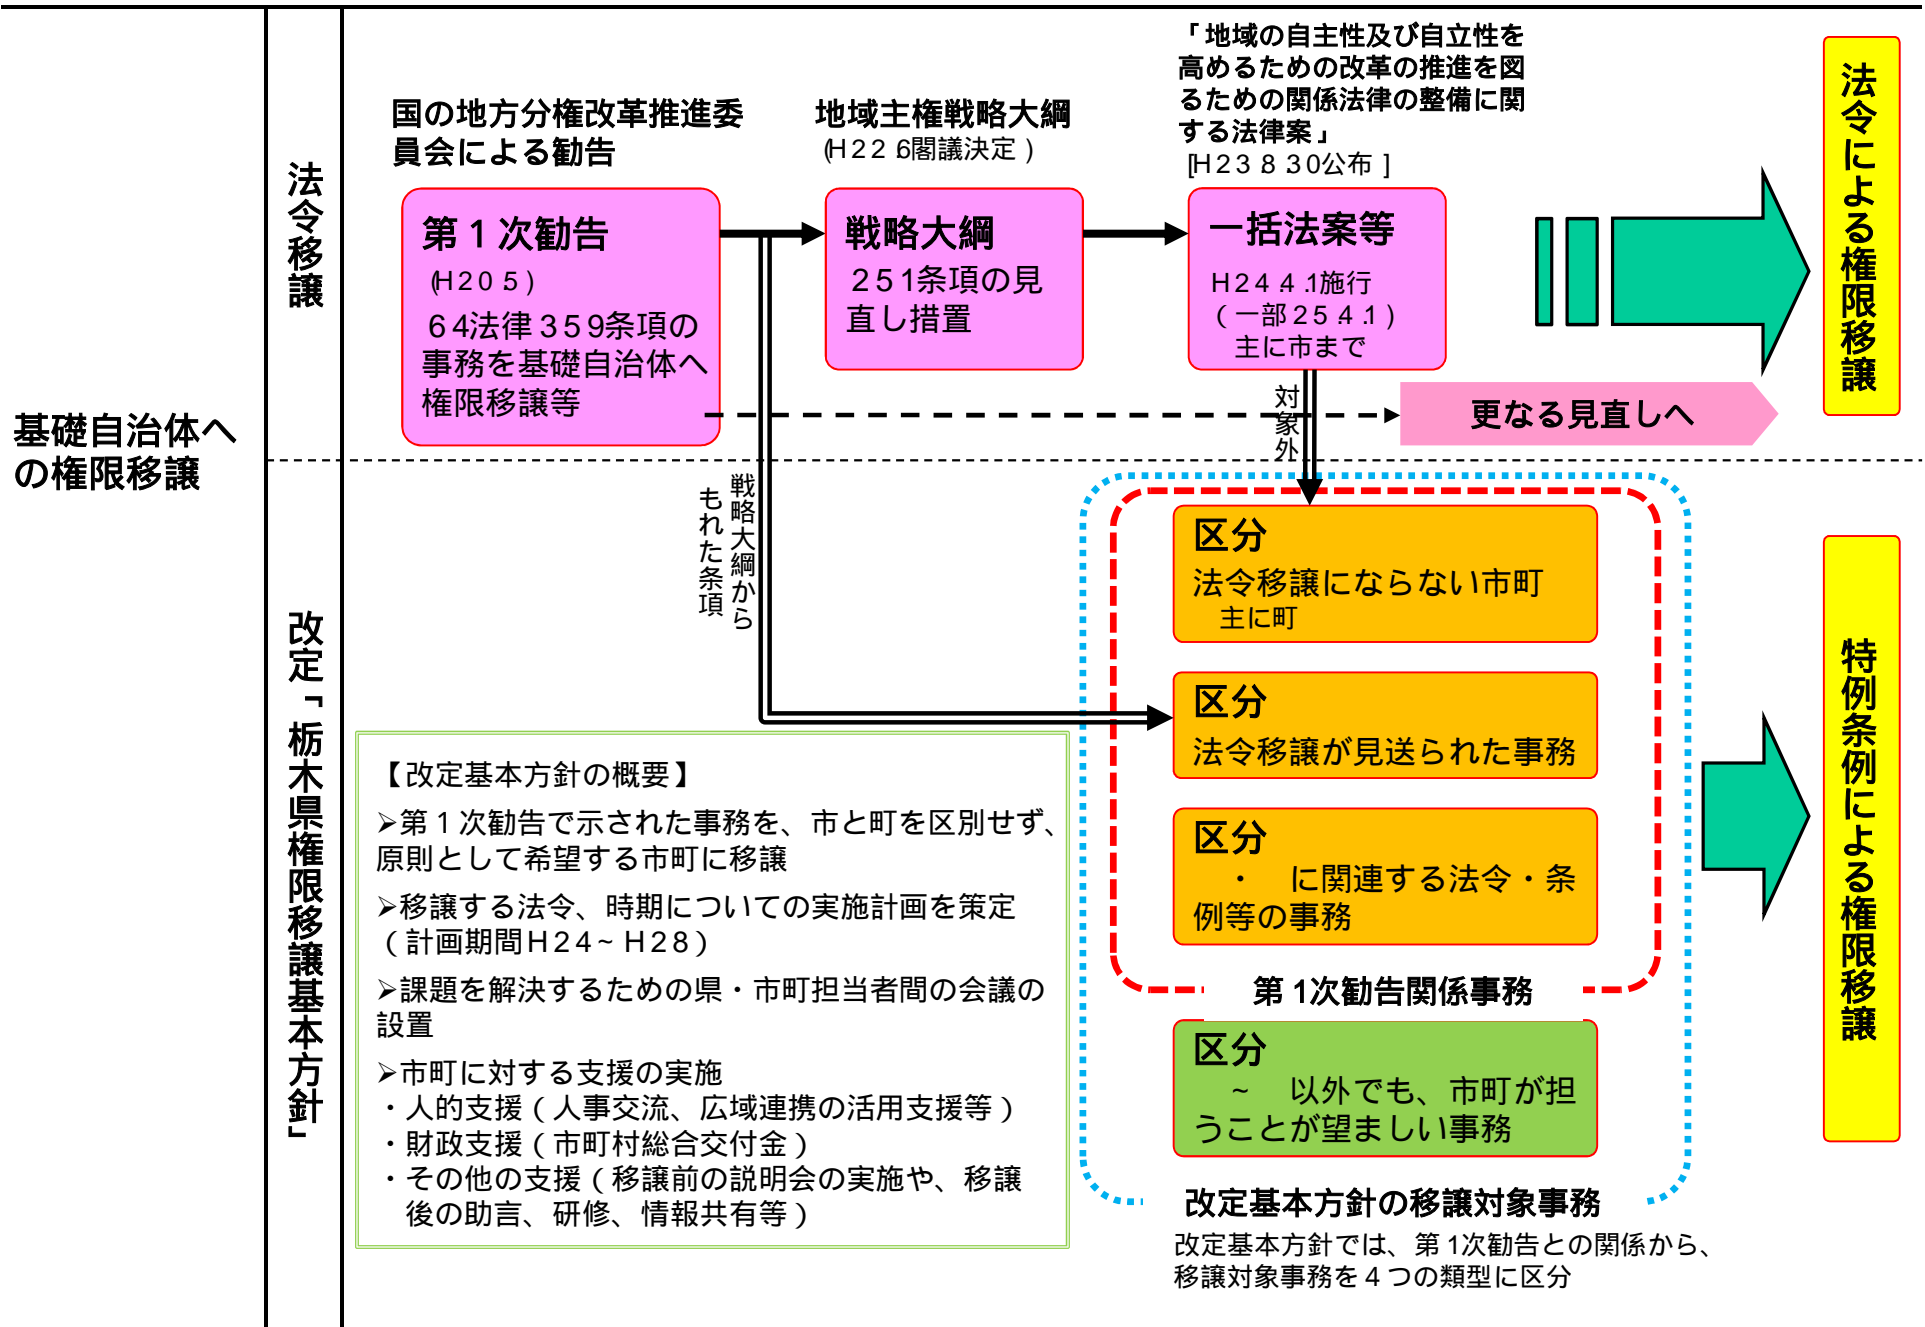 基礎自治体へ
の権限移譲
法令移譲
国の地方分権改革推進委
員会による勧告
第1次勧告
(H20.5)
64法律359条項の
事務を基礎自治体へ
権限移譲等
地域主権戦略大綱
(H22.6閣議決定)
戦略大綱
251条項の見
直し措置
「地域の自主性及び自立性を
高めるための改革の推進を図
るための関係法律の整備に関
する法律案」
[H23.8.30公布]
一括法案等
H24.4.1施行
(一部25.4.1)
主に市まで
対象外
更なる見直しへ
法令による権限移譲
改定「栃木県権限移譲基本方針」
戦略大綱から
もれた条項
【改定基本方針の概要】
➢第1次勧告で示された事務を、市と町を区別せず、
原則として希望する市町に移譲
➢移譲する法令、時期についての実施計画を策定
(計画期間H24~H28)
➢課題を解決するための県・市町担当者間の会議の
設置
➢市町に対する支援の実施
・人的支援(人事交流、広域連携の活用支援等)
・財政支援(市町村総合交付金)
・その他の支援(移譲前の説明会の実施や、移譲
後の助言、研修、情報共有等)
区分
法令移譲にならない市町
主に町
区分
法令移譲が見送られた事務
区分
・ に関連する法令・条
例等の事務
第1次勧告関係事務
区分
~ 以外でも、市町が担
うことが望ましい事務
改定基本方針の移譲対象事務
改定基本方針では、第1次勧告との関係から、
移譲対象事務を4つの類型に区分
特例条例による権限移譲